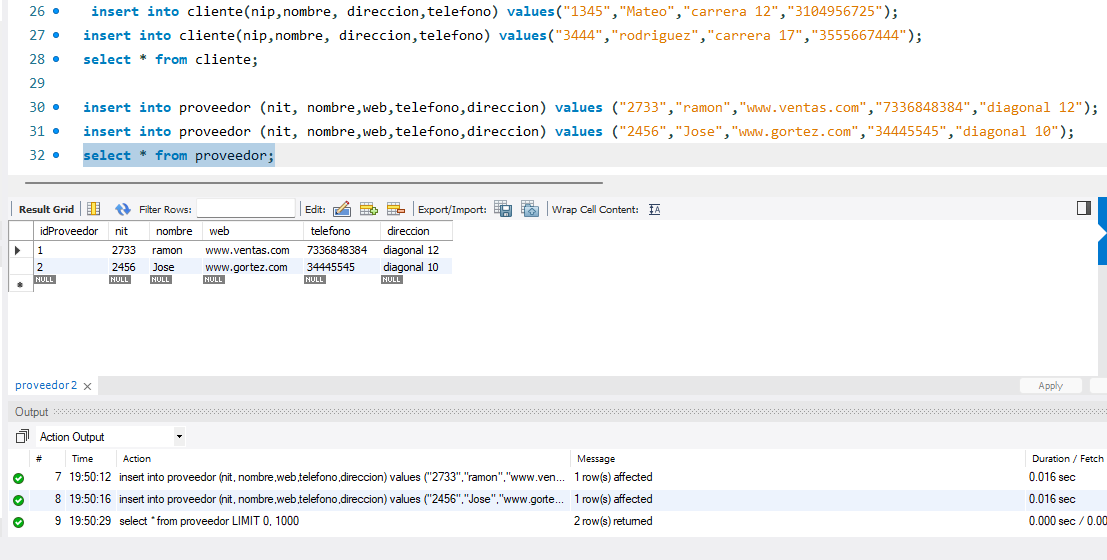 26 insert into cliente(nip,nombre, direccion,telefono) values("1345","Mateo","carrera 12","3104956725");
27 insert into cliente(nip,nombre, direccion,telefono) values("3444","rodriguez","carrera 17","3555667444");
28 select * from cliente;
29
30 insert into proveedor (nit, nombre,web,telefono,direccion) values ("2733","ramon","www.ventas.com","7336848384","diagonal 12");
31 insert into proveedor (nit, nombre,web,telefono,direccion) values ("2456","Jose","www.gortez.com","34445545","diagonal 10");
32 select * from proveedor;
Result Grid Filter Rows: Edit: Export/Import: Wrap Cell Content:
idProveedor nit nombre web telefono direccion
1 2733 ramon www.ventas.com 7336848384 diagonal 12
2 2456 Jose www.gortez.com 34445545 diagonal 10
NULL NULL NULL NULL NULL NULL
proveedor 2 Apply
Output
Action Output
# Time Action Message Duration / Fetch
7 19:50:12 insert into proveedor (nit, nombre,web,telefono,direccion) values ("2733","ramon","www.ven... 1 row(s) affected 0.016 sec
8 19:50:16 insert into proveedor (nit, nombre,web,telefono,direccion) values ("2456","Jose","www.gorte... 1 row(s) affected 0.016 sec
9 19:50:29 select * from proveedor LIMIT 0, 1000 2 row(s) returned 0.000 sec / 0.00